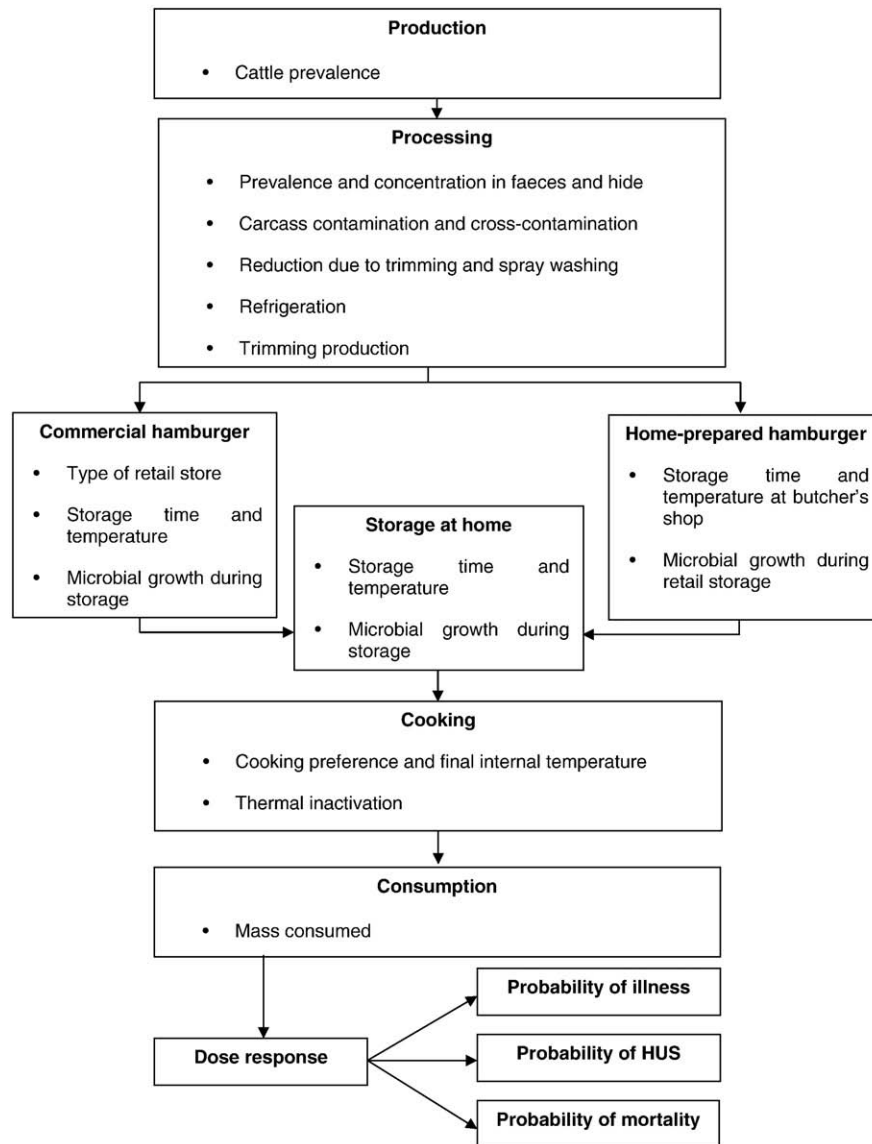 Production
• Cattle prevalence
Processing
• Prevalence and concentration in faeces and hide
• Carcass contamination and cross-contamination
• Reduction due to trimming and spray washing
• Refrigeration
• Trimming production
Commercial hamburger
• Type of retail store
• Storage time and
temperature
• Microbial growth during
storage
Home-prepared hamburger
• Storage time and
temperature at butcher's
shop
• Microbial growth during
retail storage
Storage at home
• Storage time and
temperature
• Microbial growth during
storage
Cooking
• Cooking preference and final internal temperature
• Thermal inactivation
Consumption
• Mass consumed
Dose response
Probability of illness
Probability of HUS
Probability of mortality